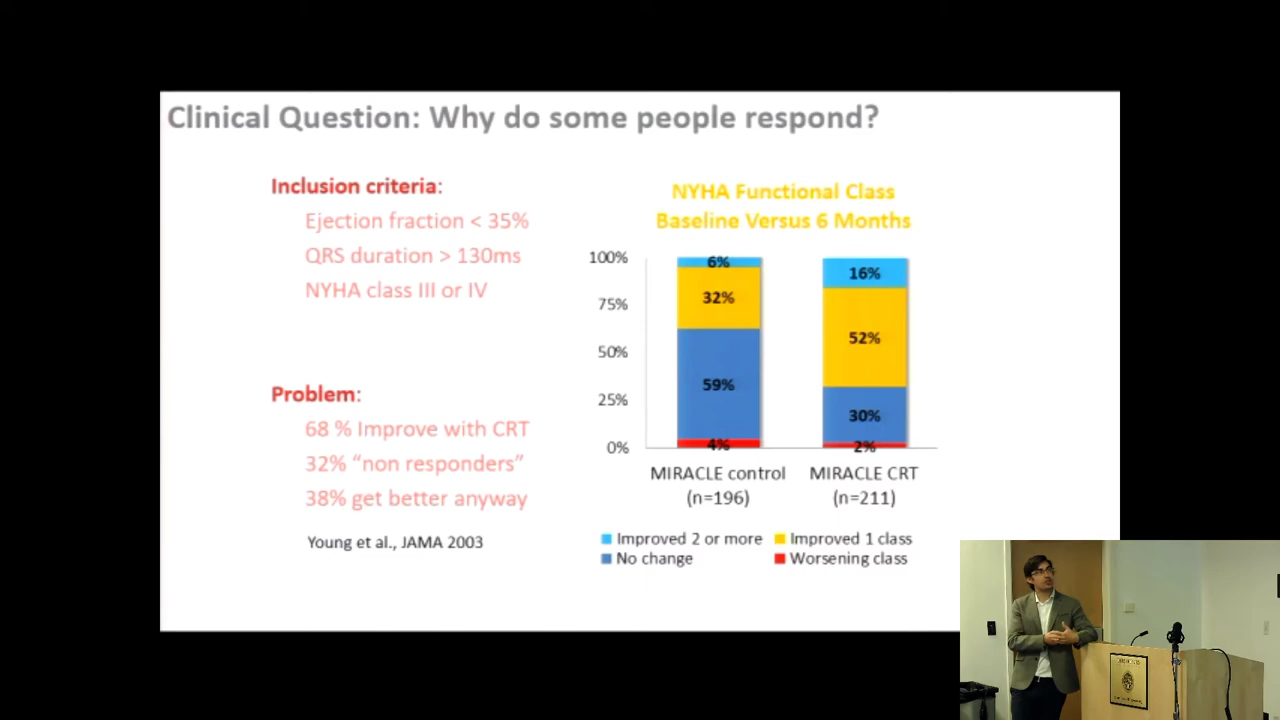 Clinical Question: Why do some people respond?
Inclusion criteria:
Ejection fraction < 35%
QRS duration > 130ms
NYHA class III or IV
Problem:
68 % Improve with CRT
32% “non responders”
38% get better anyway
Young et al., JAMA 2003
NYHA Functional Class
Baseline Versus 6 Months
100%
75%
50%
25%
0%
6%
32%
59%
4%
16%
52%
30%
2%
MIRACLE control
(n=196)
MIRACLE CRT
(n=211)
Improved 2 or more
Improved 1 class
No change
Worsening class